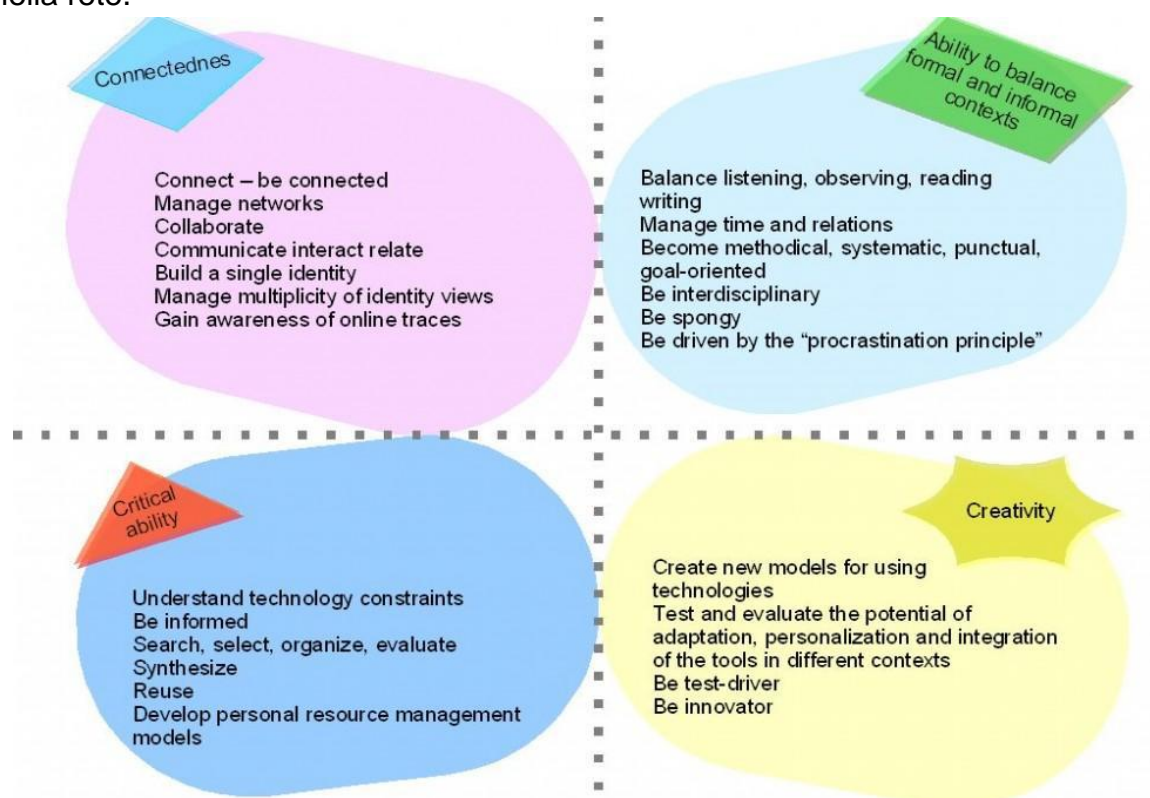 Connectednes
Connect – be connected
Manage networks
Collaborate
Communicate interact relate
Build a single identity
Manage multiplicity of identity views
Gain awareness of online traces
Ability to balance
formal and informal
contexts
Balance listening, observing, reading
writing
Manage time and relations
Become methodical, systematic, punctual,
goal-oriented
Be interdisciplinary
Be spongy
Be driven by the “procrastination principle”
Critical
ability
Understand technology constraints
Be informed
Search, select, organize, evaluate
Synthesize
Reuse
Develop personal resource management
models
Creativity
Create new models for using
technologies
Test and evaluate the potential of
adaptation, personalization and integration
of the tools in different contexts
Be test-driver
Be innovator